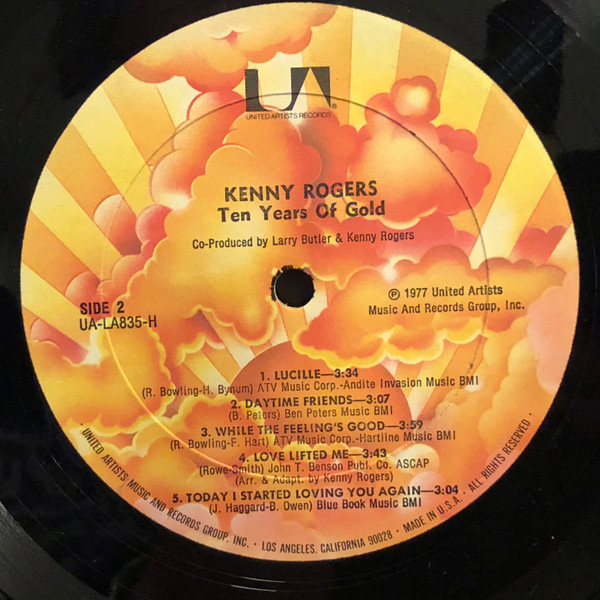 UA®
UNITED ARTISTS RECORDS
KENNY ROGERS
Ten Years Of Gold
Co-Produced by Larry Butler & Kenny Rogers
SIDE 2
UA-LA835-H
℗ 1977 United Artists
Music And Records Group, Inc.
1. LUCILLE—3:34
(R. Bowling-H. Bynum) ATV Music Corp.-Andite Invasion Music BMI
2. DAYTIME FRIENDS—3:07
(B. Peters) Ben Peters Music BMI
3. WHILE THE FEELING'S GOOD—3:59
(R. Bowling-F. Hart) ATV Music Corp.-Hartline Music BMI
4. LOVE LIFTED ME—3:43
(Rowe-Smith) John T. Benson Publ. Co. ASCAP
(Arr. & Adapt. by Kenny Rogers)
5. TODAY I STARTED LOVING YOU AGAIN—3:04
(J. Haggard-B. Owen) Blue Book Music BMI
· UNITED ARTISTS MUSIC AND RECORDS GROUP, INC. · LOS ANGELES, CALIFORNIA 90028 · MADE IN U.S.A. · ALL RIGHTS RESERVED ·